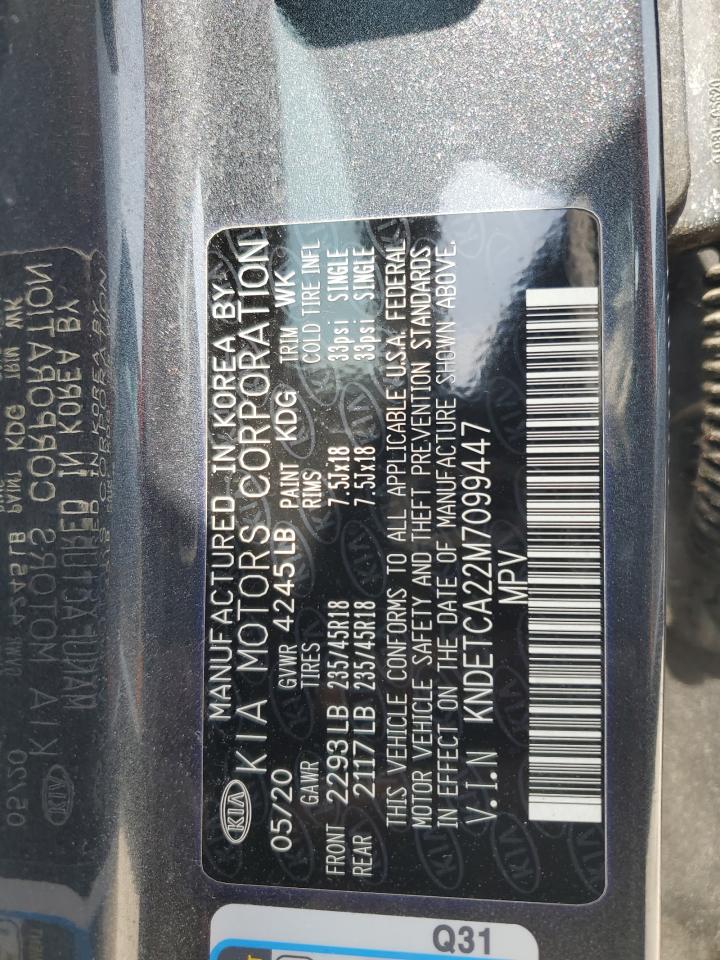 KIA
MANUFACTURED IN KOREA BY
KIA MOTORS CORPORATION
05/20 GVWR 4245LB PAINT KDG TRIM WK
GAWR TIRES RIMS COLD TIRE INFL
FRONT 2293LB 235/45R18 7.5Jx18 33psi SINGLE
REAR 2117LB 235/45R18 7.5Jx18 33psi SINGLE
THIS VEHICLE CONFORMS TO ALL APPLICABLE U.S.A. FEDERAL
MOTOR VEHICLE SAFETY AND THEFT PREVENTION STANDARDS
IN EFFECT ON THE DATE OF MANUFACTURE SHOWN ABOVE.
V.I.N KNDETCA22M7099447
MPV
Q31